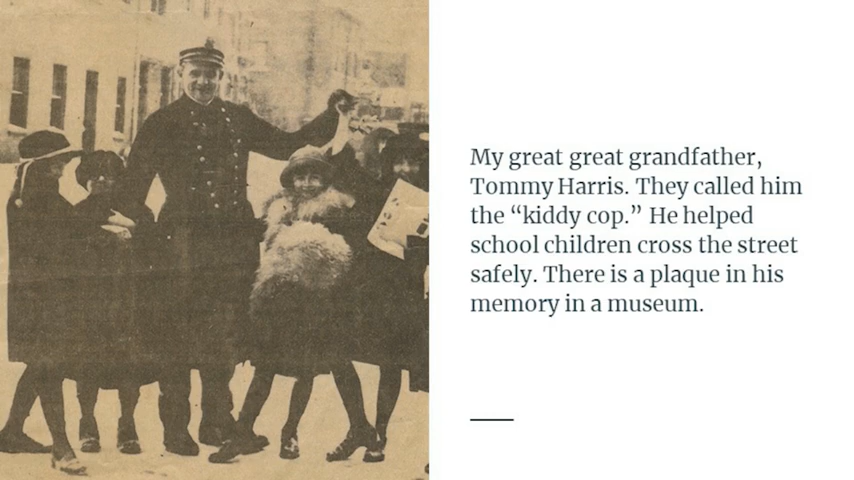 My great great grandfather,
Tommy Harris. They called him
the “kiddy cop.” He helped
school children cross the street
safely. There is a plaque in his
memory in a museum.